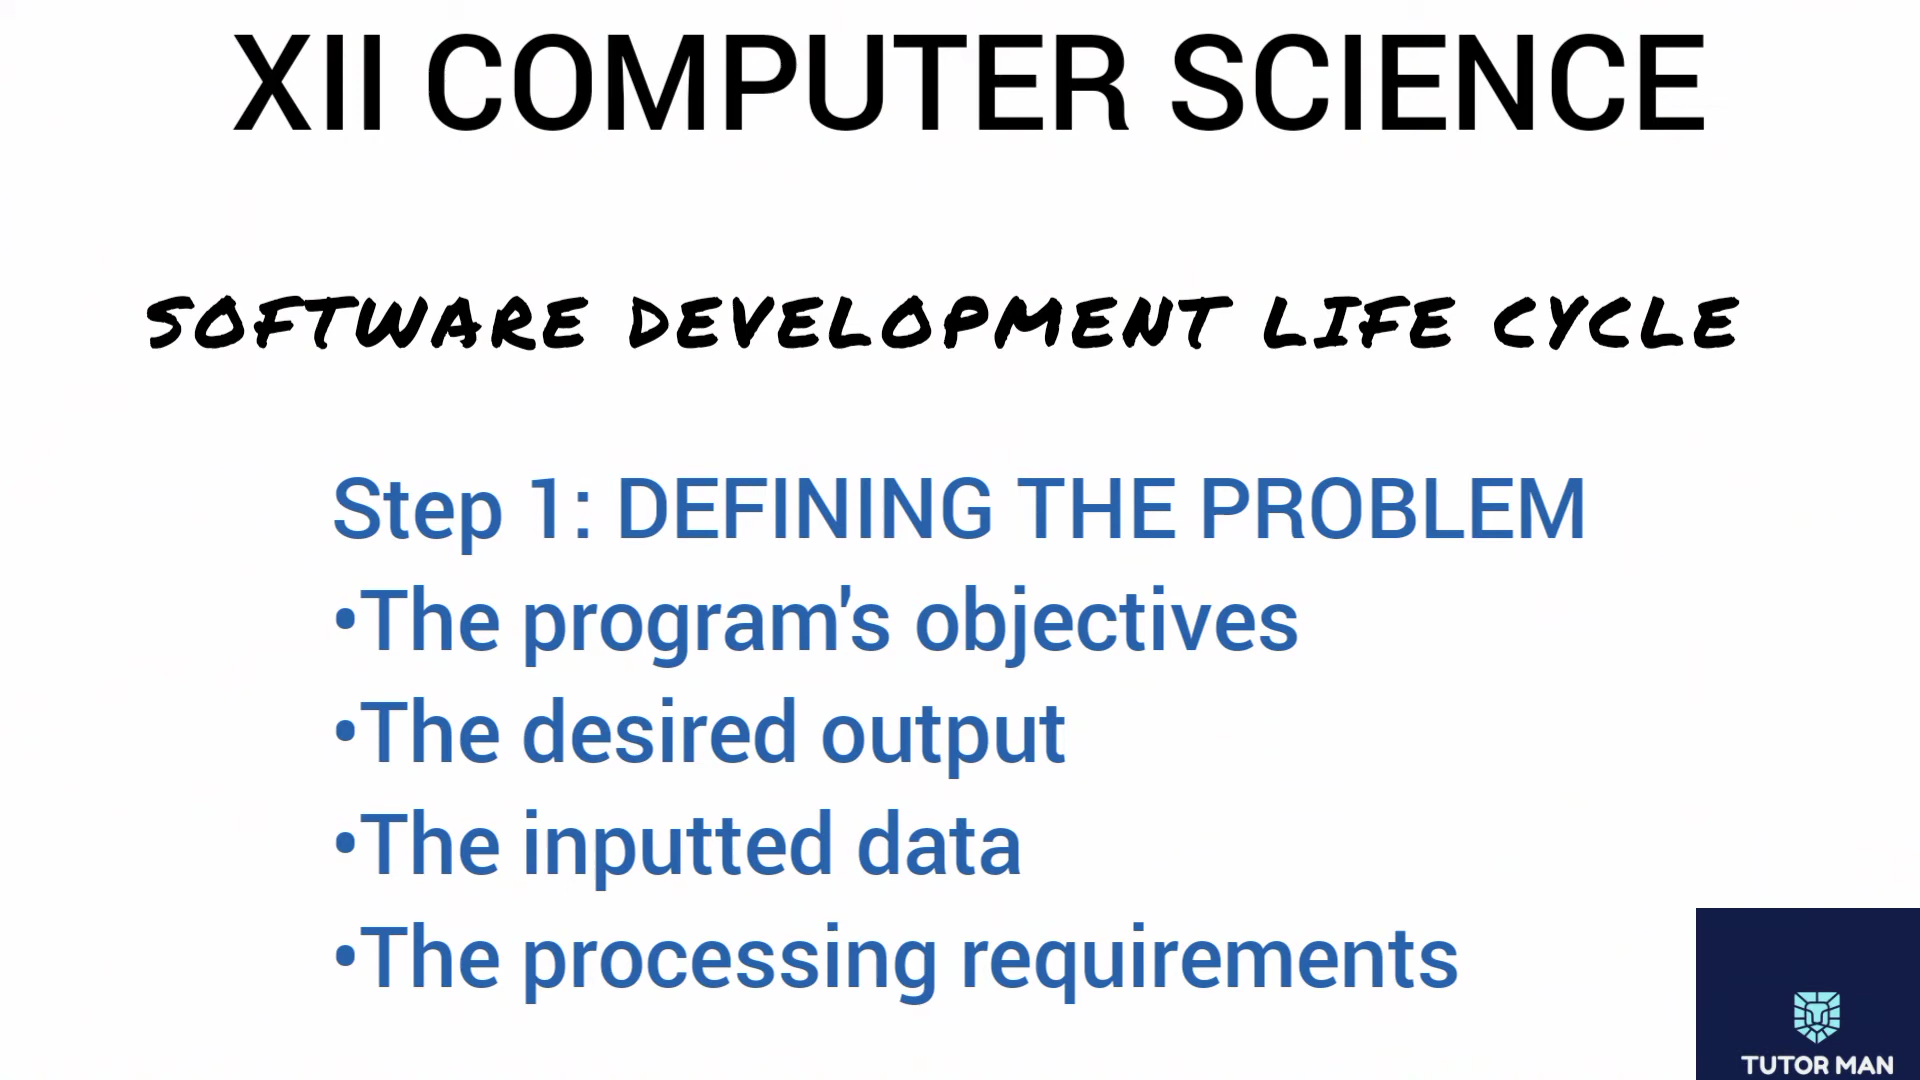 XII COMPUTER SCIENCE
SOFTWARE DEVELOPMENT LIFE CYCLE
Step 1: DEFINING THE PROBLEM
•The program's objectives
•The desired output
•The inputted data
•The processing requirements
TUTOR MAN